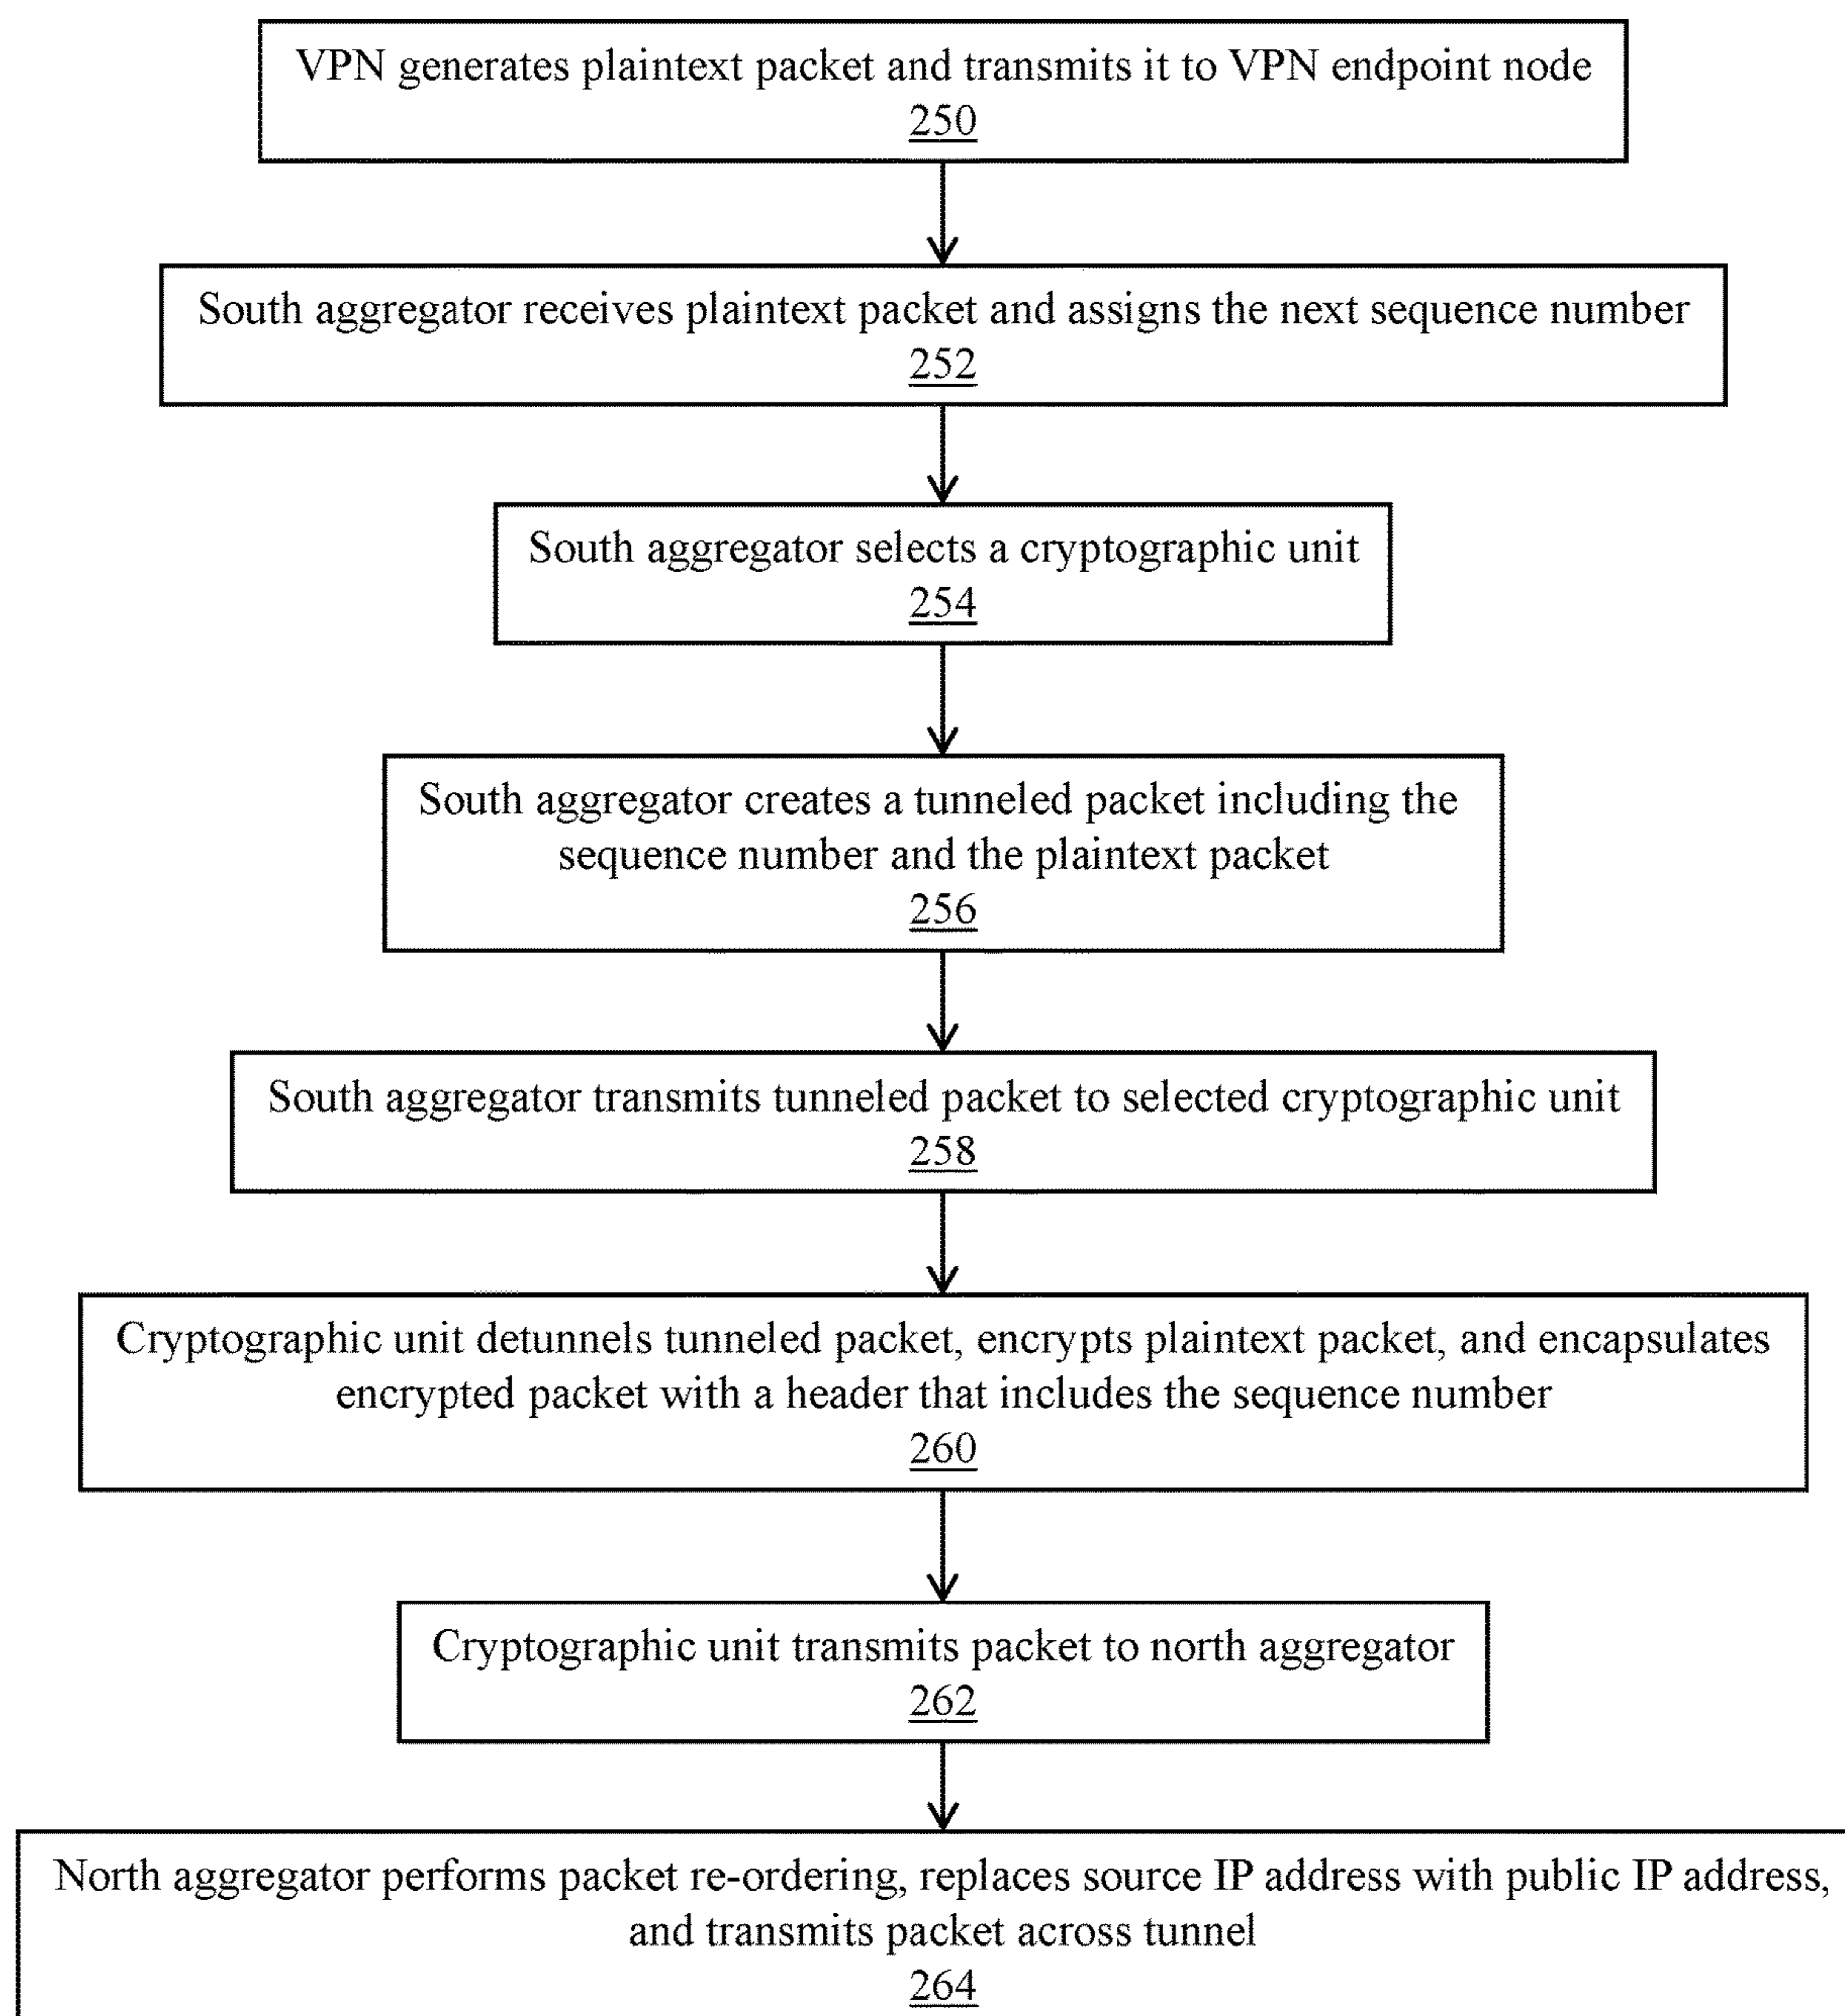 VPN generates plaintext packet and transmits it to VPN endpoint node
250
South aggregator receives plaintext packet and assigns the next sequence number
252
South aggregator selects a cryptographic unit
254
South aggregator creates a tunneled packet including the
sequence number and the plaintext packet
256
South aggregator transmits tunneled packet to selected cryptographic unit
258
Cryptographic unit detunnels tunneled packet, encrypts plaintext packet, and encapsulates
encrypted packet with a header that includes the sequence number
260
Cryptographic unit transmits packet to north aggregator
262
North aggregator performs packet re-ordering, replaces source IP address with public IP address,
and transmits packet across tunnel
264